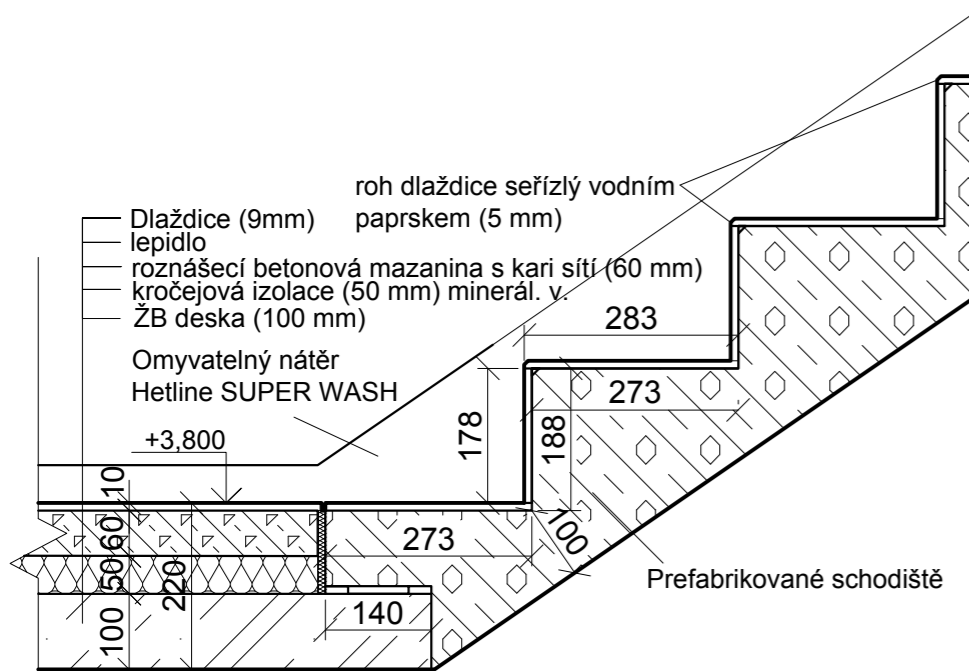 roh dlaždice seřízlý vodním
paprskem (5 mm)
Dlaždice (9mm)
lepidlo
roznášecí betonová mazanina s kari sítí (60 mm)
kročejová izolace (50 mm) minerál. v.
ŽB deska (100 mm)
Omyvatelný nátěr
Hetline SUPER WASH
+3,800
283
273
178
188
100
273
140
10
60
50
100
220
Prefabrikované schodiště